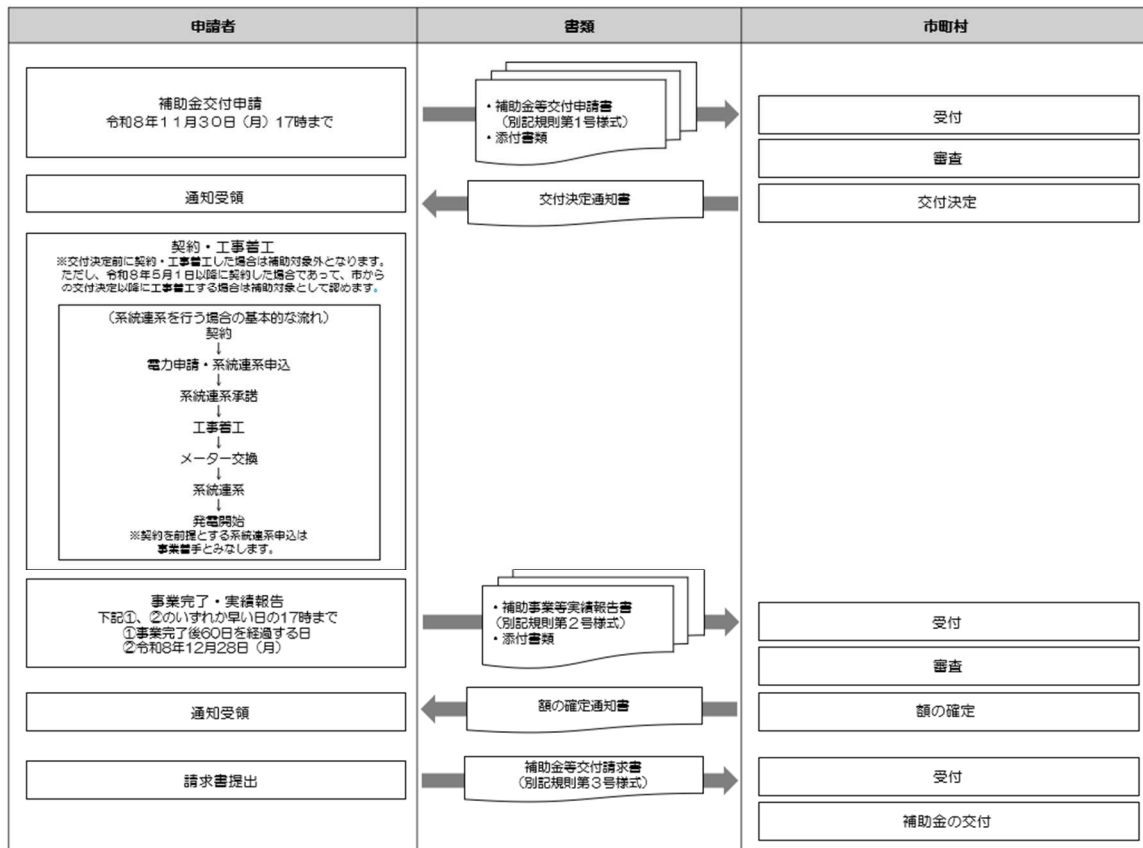 申請者
書類
市町村
補助金交付申請
令和8年11月30日(月)17時まで
・補助金等交付申請書
(別記規則第1号様式)
・添付書類
受付
審査
通知受領
交付決定通知書
交付決定
契約・工事着工
※交付決定前に契約・工事着工した場合は補助対象外となります。
ただし、令和8年5月1日以降に契約した場合であって、市から
の交付決定以降に工事着工する場合は補助対象として認めます。
(系統連系を行う場合の基本的な流れ)
契約
↓
電力申請・系統連系申込
↓
系統連系承諾
↓
工事着工
↓
メーター交換
↓
系統連系
↓
発電開始
※契約を前提とする系統連系申込は
事業着手とみなします。
事業完了・実績報告
下記①、②のいずれか早い日の17時まで
①事業完了後60日を経過する日
②令和8年12月28日(月)
・補助事業等実績報告書
(別記規則第2号様式)
・添付書類
受付
審査
通知受領
額の確定通知書
額の確定
請求書提出
補助金等交付請求書
(別記規則第3号様式)
受付
補助金の交付